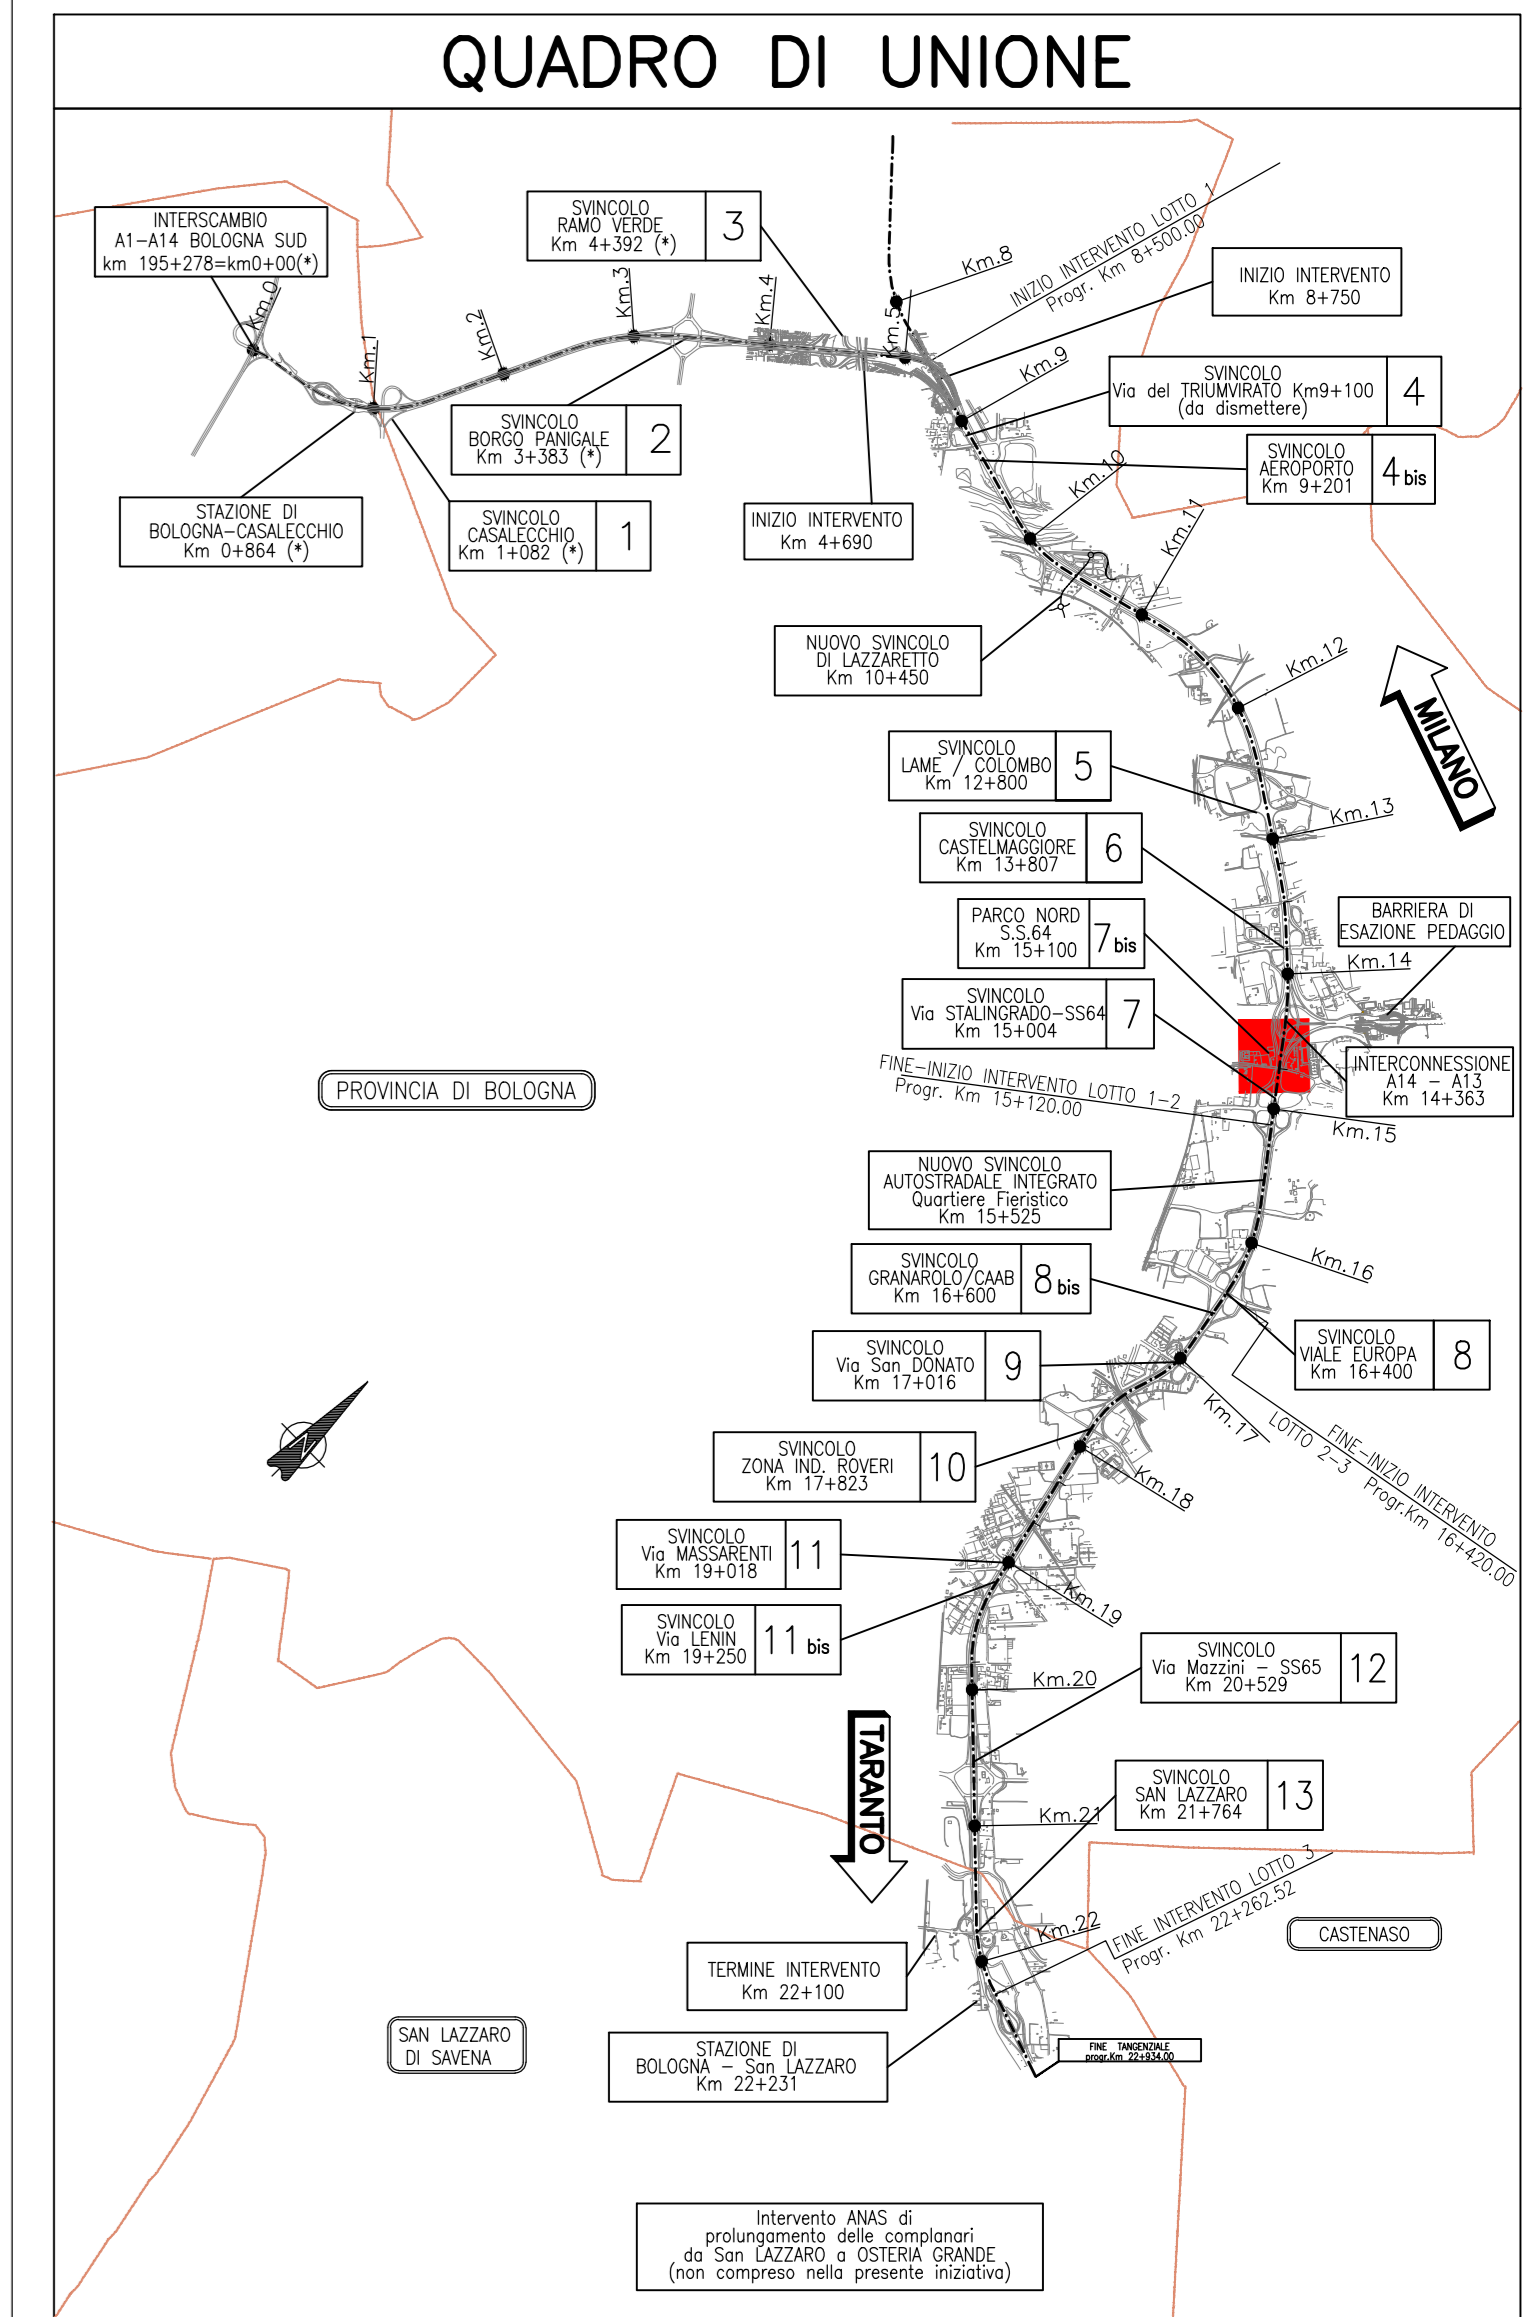 QUADRO DI UNIONE
INTERSCAMBIO
A1-A14 BOLOGNA SUD
km 195+278=km0+00(*)
SVINCOLO
RAMO VERDE
Km 4+392 (*)
3
INIZIO INTERVENTO LOTTO 1
Progr. Km 8+500.00
Km.8
INIZIO INTERVENTO
Km 8+750
Km.0
Km.1
Km.2
Km.3
Km.4
Km.5
Km.9
SVINCOLO
Via del TRIUMVIRATO Km9+100
(da dismettere)
4
SVINCOLO
BORGO PANIGALE
Km 3+383 (*)
2
SVINCOLO
AEROPORTO
Km 9+201
4 bis
Km.10
STAZIONE DI
BOLOGNA-CASALECCHIO
Km 0+864 (*)
SVINCOLO
CASALECCHIO
Km 1+082 (*)
1
INIZIO INTERVENTO
Km 4+690
Km.11
NUOVO SVINCOLO
DI LAZZARETTO
Km 10+450
Km.12
MILANO
SVINCOLO
LAME / COLOMBO
Km 12+800
5
Km.13
SVINCOLO
CASTELMAGGIORE
Km 13+807
6
PARCO NORD
S.S.64
Km 15+100
7 bis
BARRIERA DI
ESAZIONE PEDAGGIO
Km.14
SVINCOLO
Via STALINGRADO-SS64
Km 15+004
7
INTERCONNESSIONE
A14 - A13
Km 14+363
FINE-INIZIO INTERVENTO LOTTO 1-2
Progr. Km 15+120.00
PROVINCIA DI BOLOGNA
Km.15
NUOVO SVINCOLO
AUTOSTRADALE INTEGRATO
Quartiere Fieristico
Km 15+525
Km.16
SVINCOLO
GRANAROLO/CAAB
Km 16+600
8 bis
SVINCOLO
VIALE EUROPA
Km 16+400
8
SVINCOLO
Via San DONATO
Km 17+016
9
Km.17
FINE-INIZIO INTERVENTO
LOTTO 2-3 Progr.Km 16+420.00
SVINCOLO
ZONA IND. ROVERI
Km 17+823
10
Km.18
SVINCOLO
Via MASSARENTI
Km 19+018
11
Km.19
SVINCOLO
Via LENIN
Km 19+250
11 bis
SVINCOLO
Via Mazzini - SS65
Km 20+529
12
Km.20
TARANTO
SVINCOLO
SAN LAZZARO
Km 21+764
13
Km.21
FINE INTERVENTO LOTTO 3
Progr. Km 22+262.52
Km.22
CASTENASO
TERMINE INTERVENTO
Km 22+100
SAN LAZZARO
DI SAVENA
STAZIONE DI
BOLOGNA - San LAZZARO
Km 22+231
FINE TANGENZIALE
progr.Km 22+934.00
Intervento ANAS di
prolungamento delle complanari
da San LAZZARO a OSTERIA GRANDE
(non compreso nella presente iniziativa)